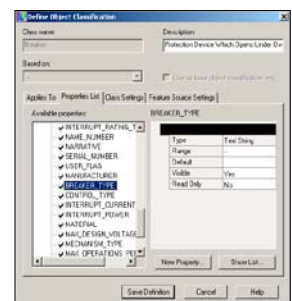 Define Object Classification
Class name:
Breaker
Description:
Protection Device Which Opens Under Ov
Based on:
Applies To
Properties List
Class Settings
Feature Source Settings
Available properties:
INTERRUPT_RATING_T
NAME_NUMBER
NARRATIVE
SERIAL_NUMBER
USER_FLAG
MANUFACTURER
BREAKER_TYPE
CONTROL_TYPE
INTERRUPT_CURRENT
INTERRUPT_POWER
MATERIAL
MAX_DESIGN_VOLTAGE
MECHANISM_TYPE
MAX_OPERATIONS_PE
BREAKER_TYPE
Type Text String
Range
Default
Visible Yes
Read Only No
New Property...
Show List...
Save Definition
Cancel
Help